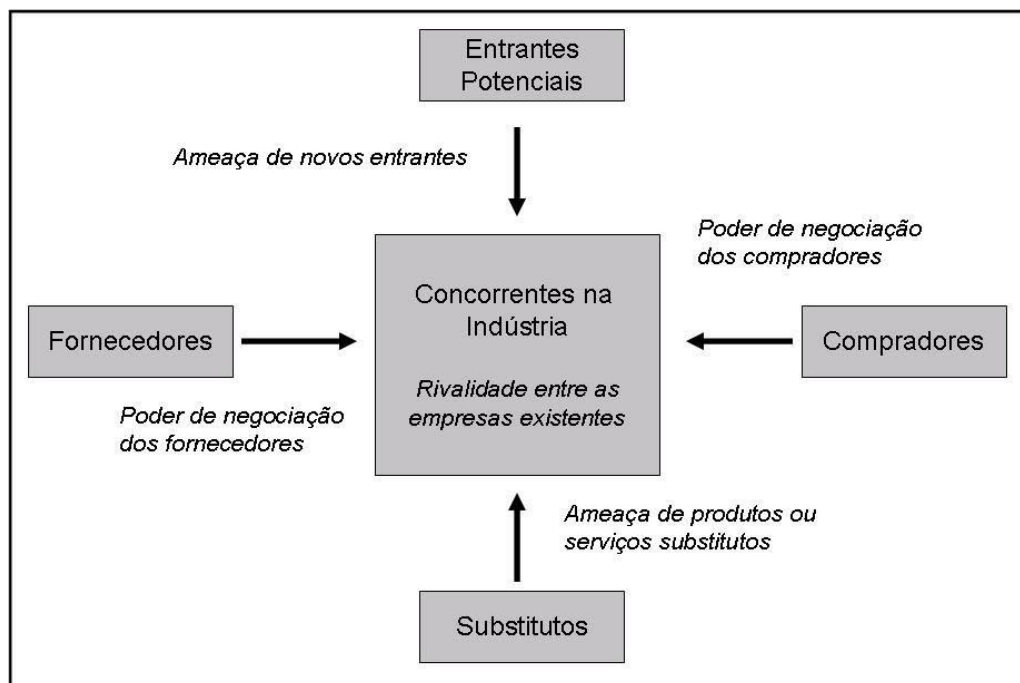 Entrantes
Potenciais
Ameaça de novos entrantes
Poder de negociação
dos compradores
Concorrentes na
Indústria
Fornecedores
Compradores
Rivalidade entre as
empresas existentes
Poder de negociação
dos fornecedores
Ameaça de produtos ou
serviços substitutos
Substitutos